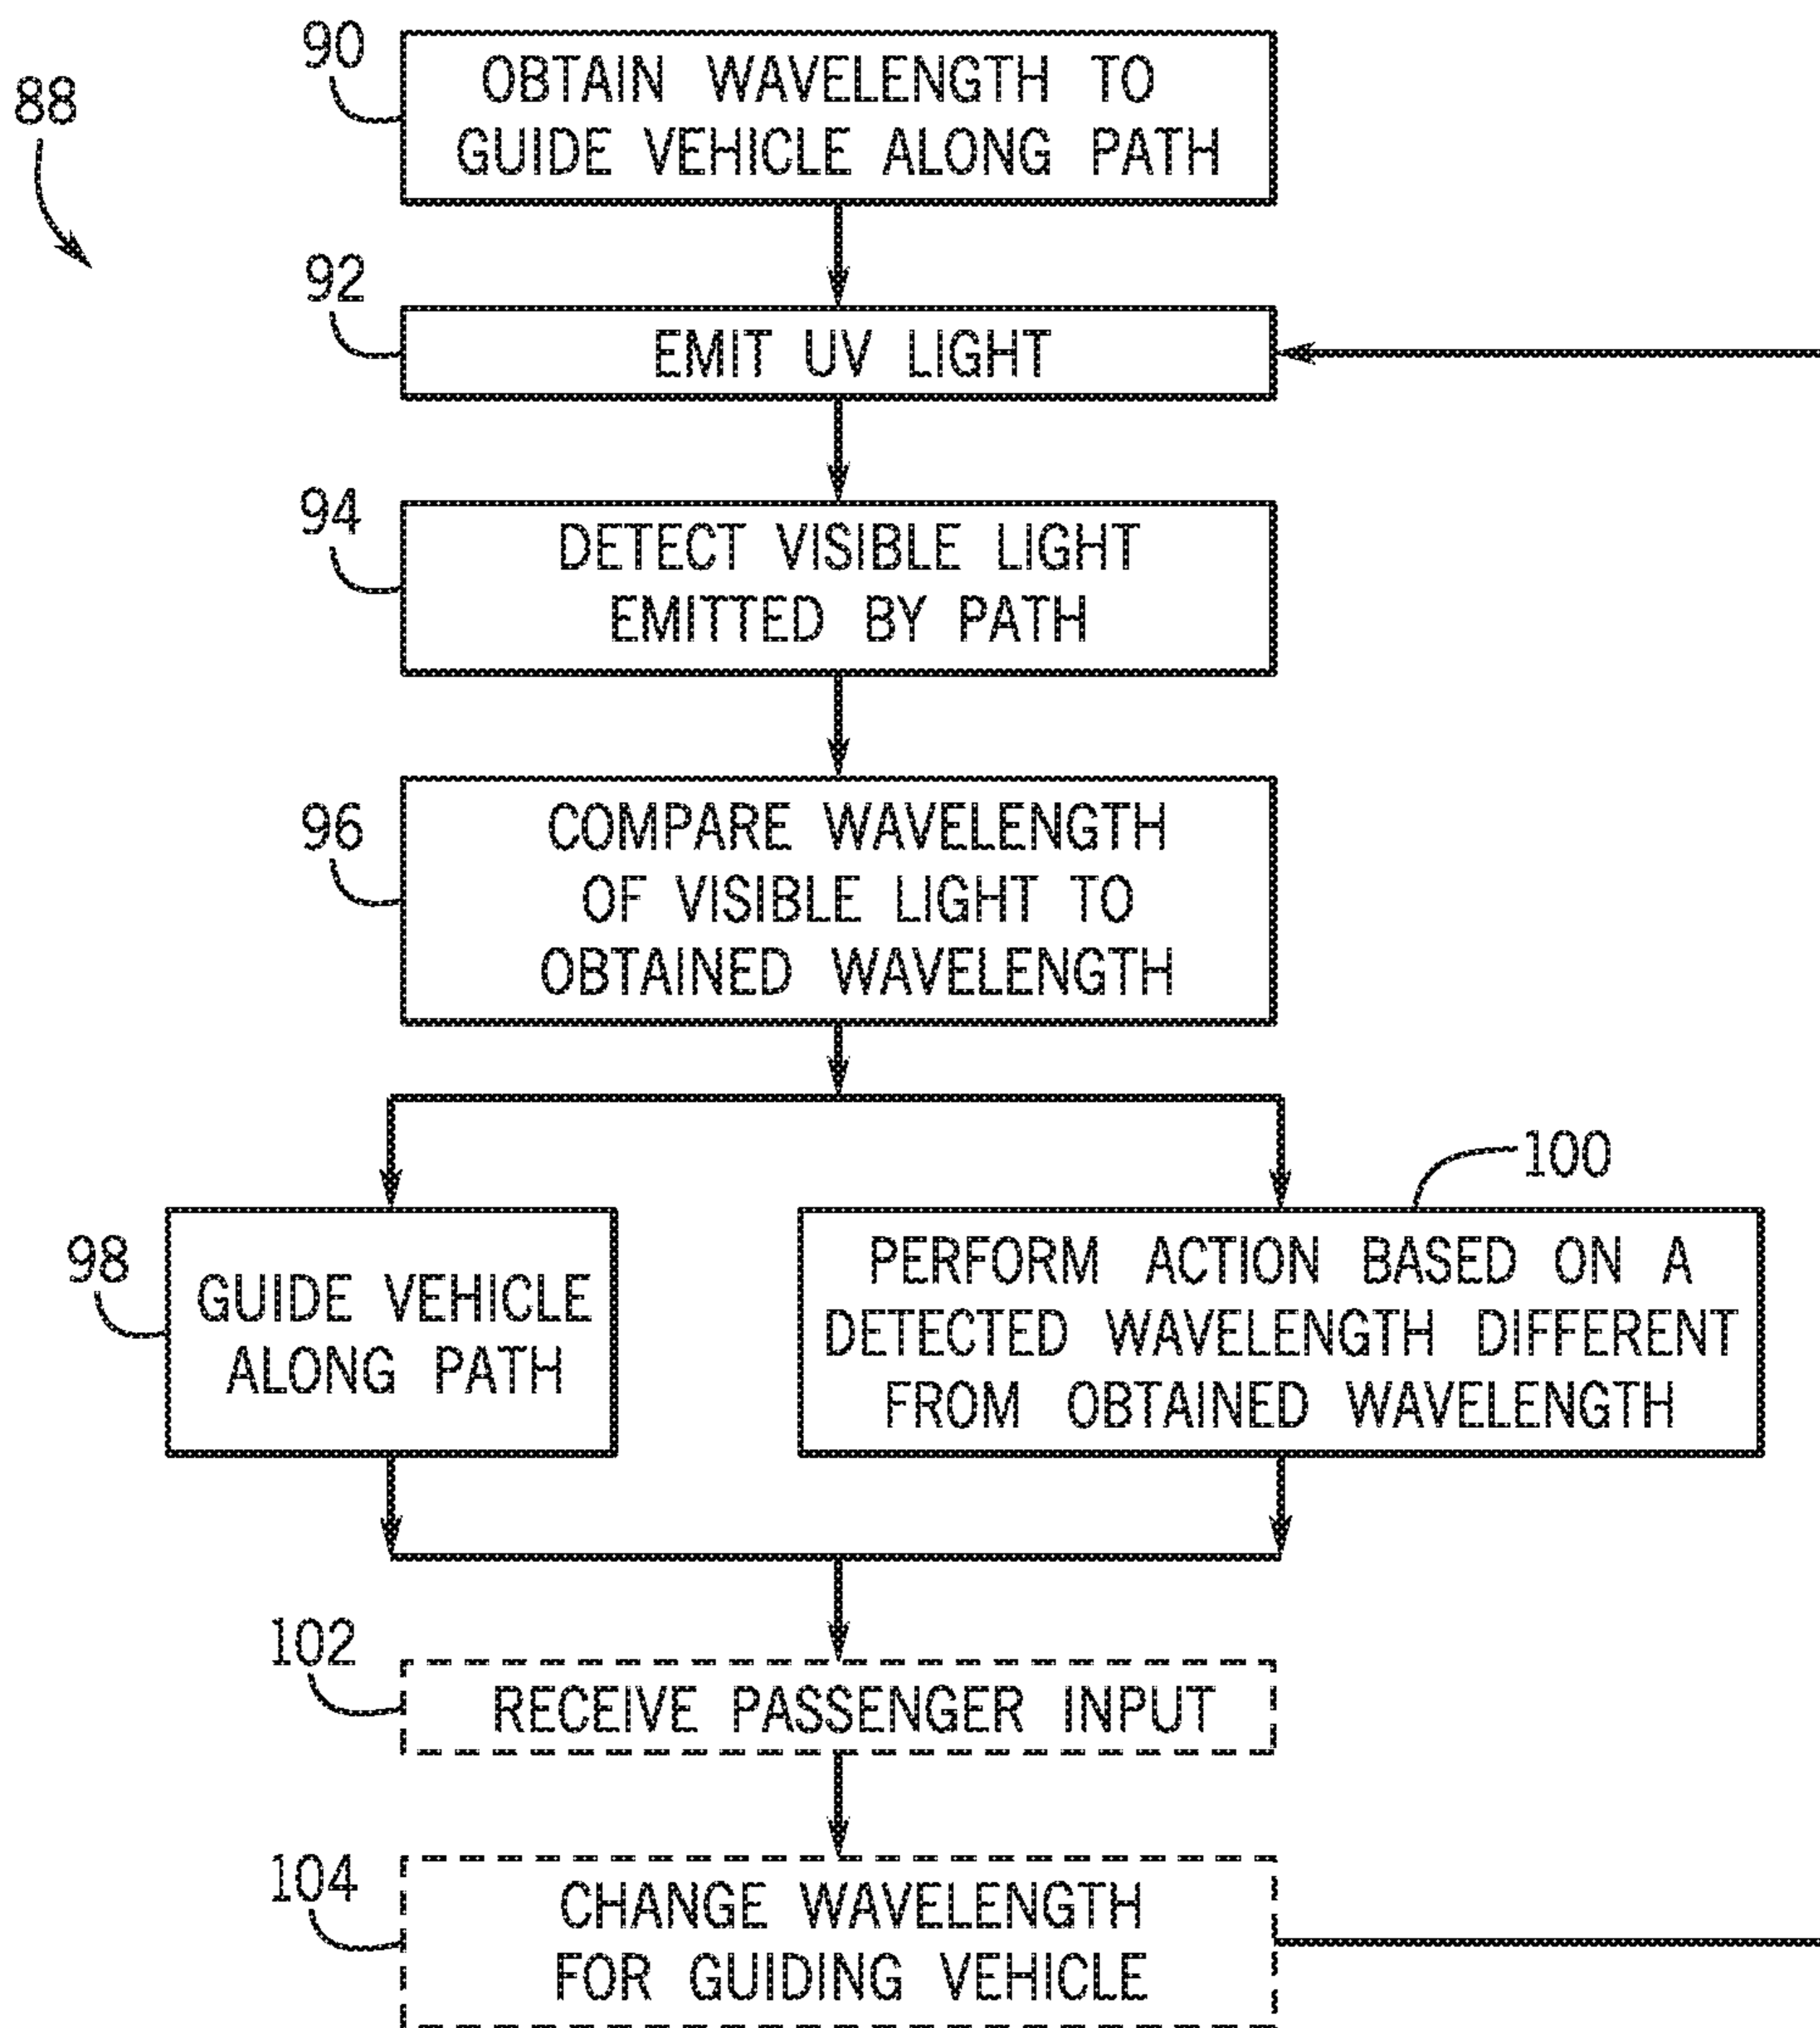 90
OBTAIN WAVELENGTH TO
GUIDE VEHICLE ALONG PATH
88
92
EMIT UV LIGHT
94
DETECT VISIBLE LIGHT
EMITTED BY PATH
96
COMPARE WAVELENGTH
OF VISIBLE LIGHT TO
OBTAINED WAVELENGTH
98
GUIDE VEHICLE
ALONG PATH
100
PERFORM ACTION BASED ON A
DETECTED WAVELENGTH DIFFERENT
FROM OBTAINED WAVELENGTH
102
RECEIVE PASSENGER INPUT
104
CHANGE WAVELENGTH
FOR GUIDING VEHICLE